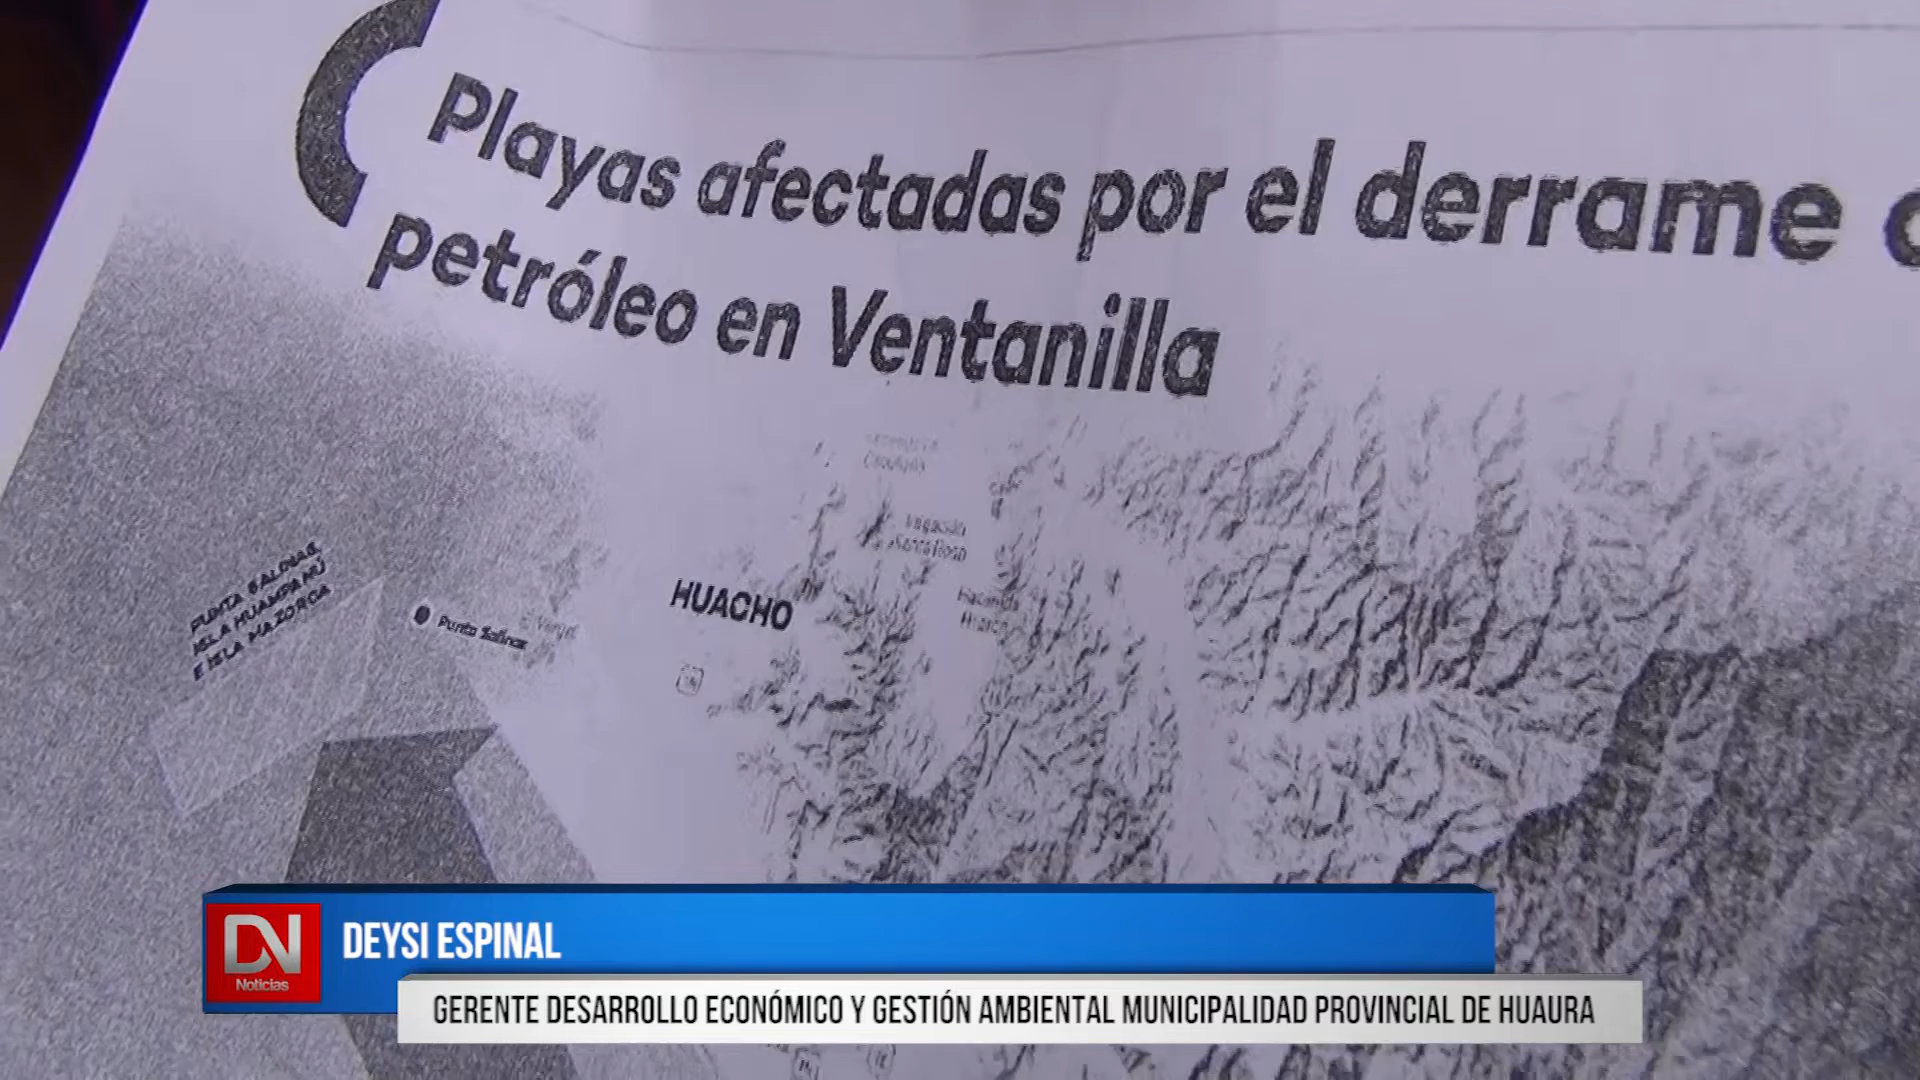 Playas afectadas por el derrame
petróleo en Ventanilla
PUNTA SALINAS,
ISLA HUAMPANÚ
E ISLA MAZORCA
Punta Salinas
HUACHO
DN
Noticias
DEYSI ESPINAL
GERENTE DESARROLLO ECONÓMICO Y GESTIÓN AMBIENTAL MUNICIPALIDAD PROVINCIAL DE HUAURA